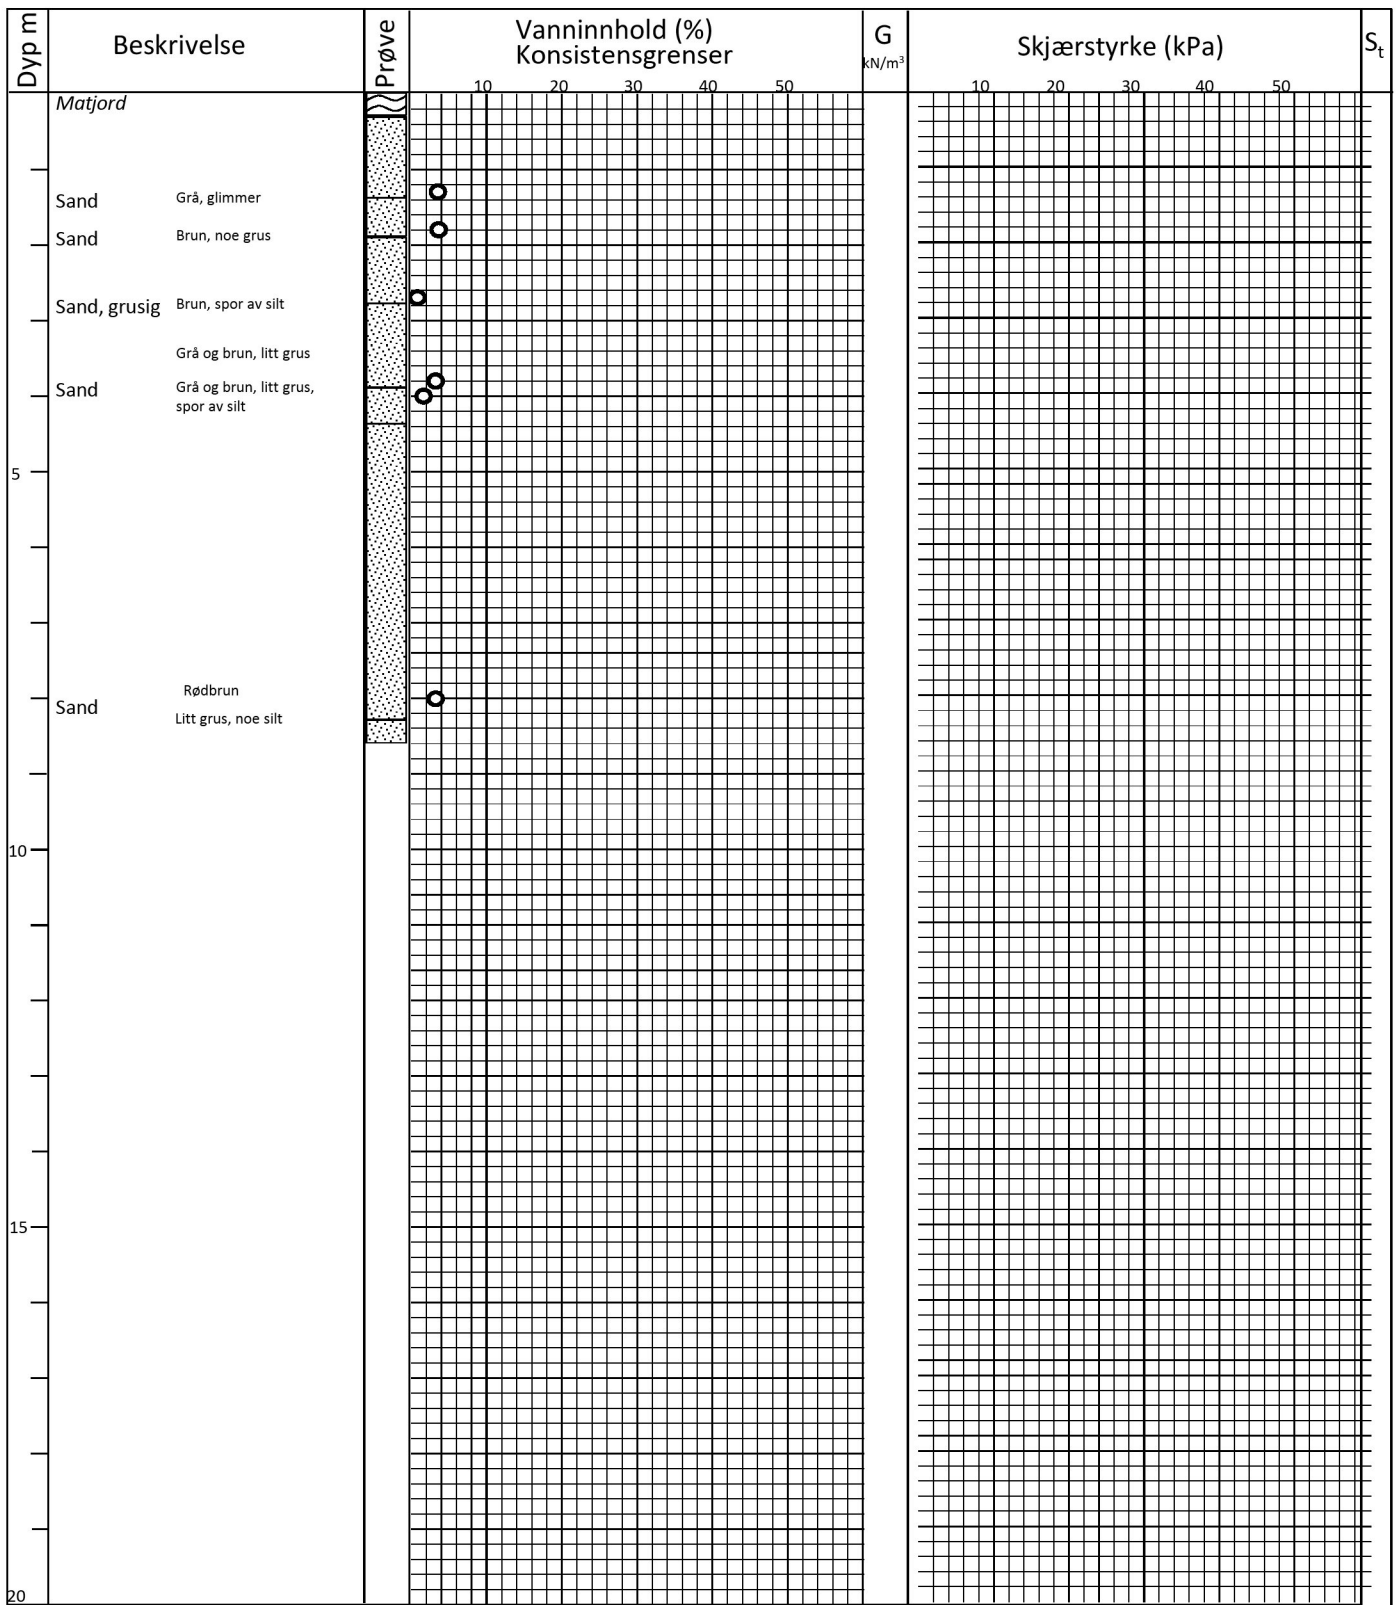 Dyp m
Beskrivelse
Prøve
Vanninnhold (%)
Konsistensgrenser
G
kN/m³
Skjærstyrke (kPa)
St
10 20 30 40 50
10 20 30 40 50
Matjord
Sand Grå, glimmer
Sand Brun, noe grus
Sand, grusig Brun, spor av silt
Grå og brun, litt grus
Sand Grå og brun, litt grus,
spor av silt
5
Rødbrun
Sand
Litt grus, noe silt
10
15
20